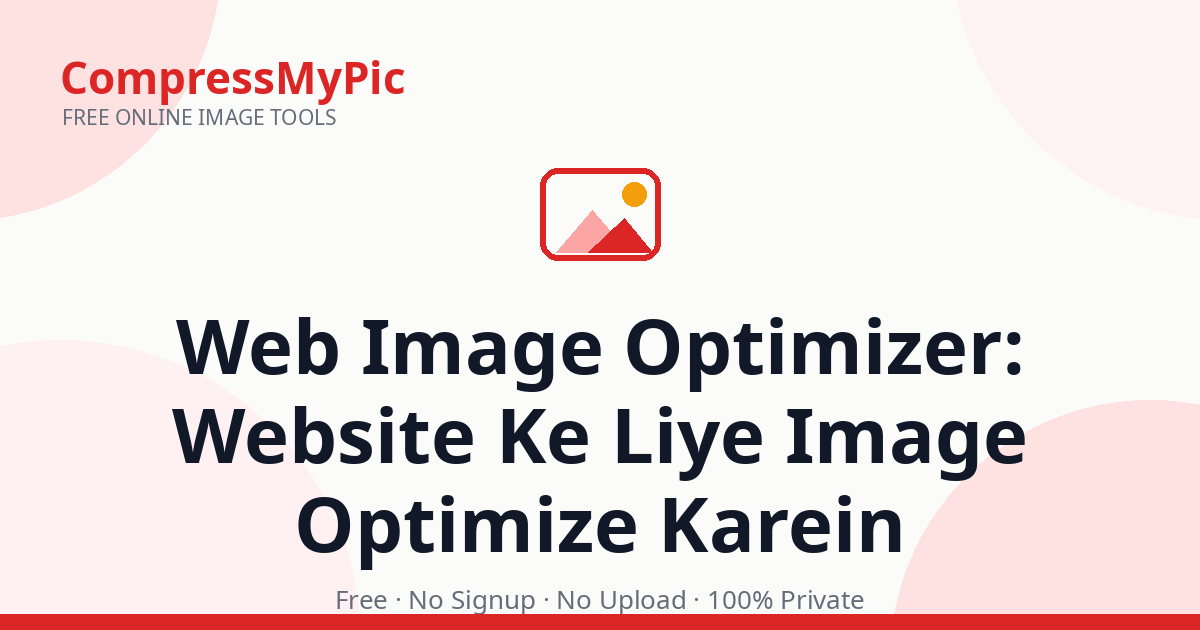 CompressMyPic
FREE ONLINE IMAGE TOOLS
Web Image Optimizer:
Website Ke Liye Image
Optimize Karein
Free · No Signup · No Upload · 100% Private